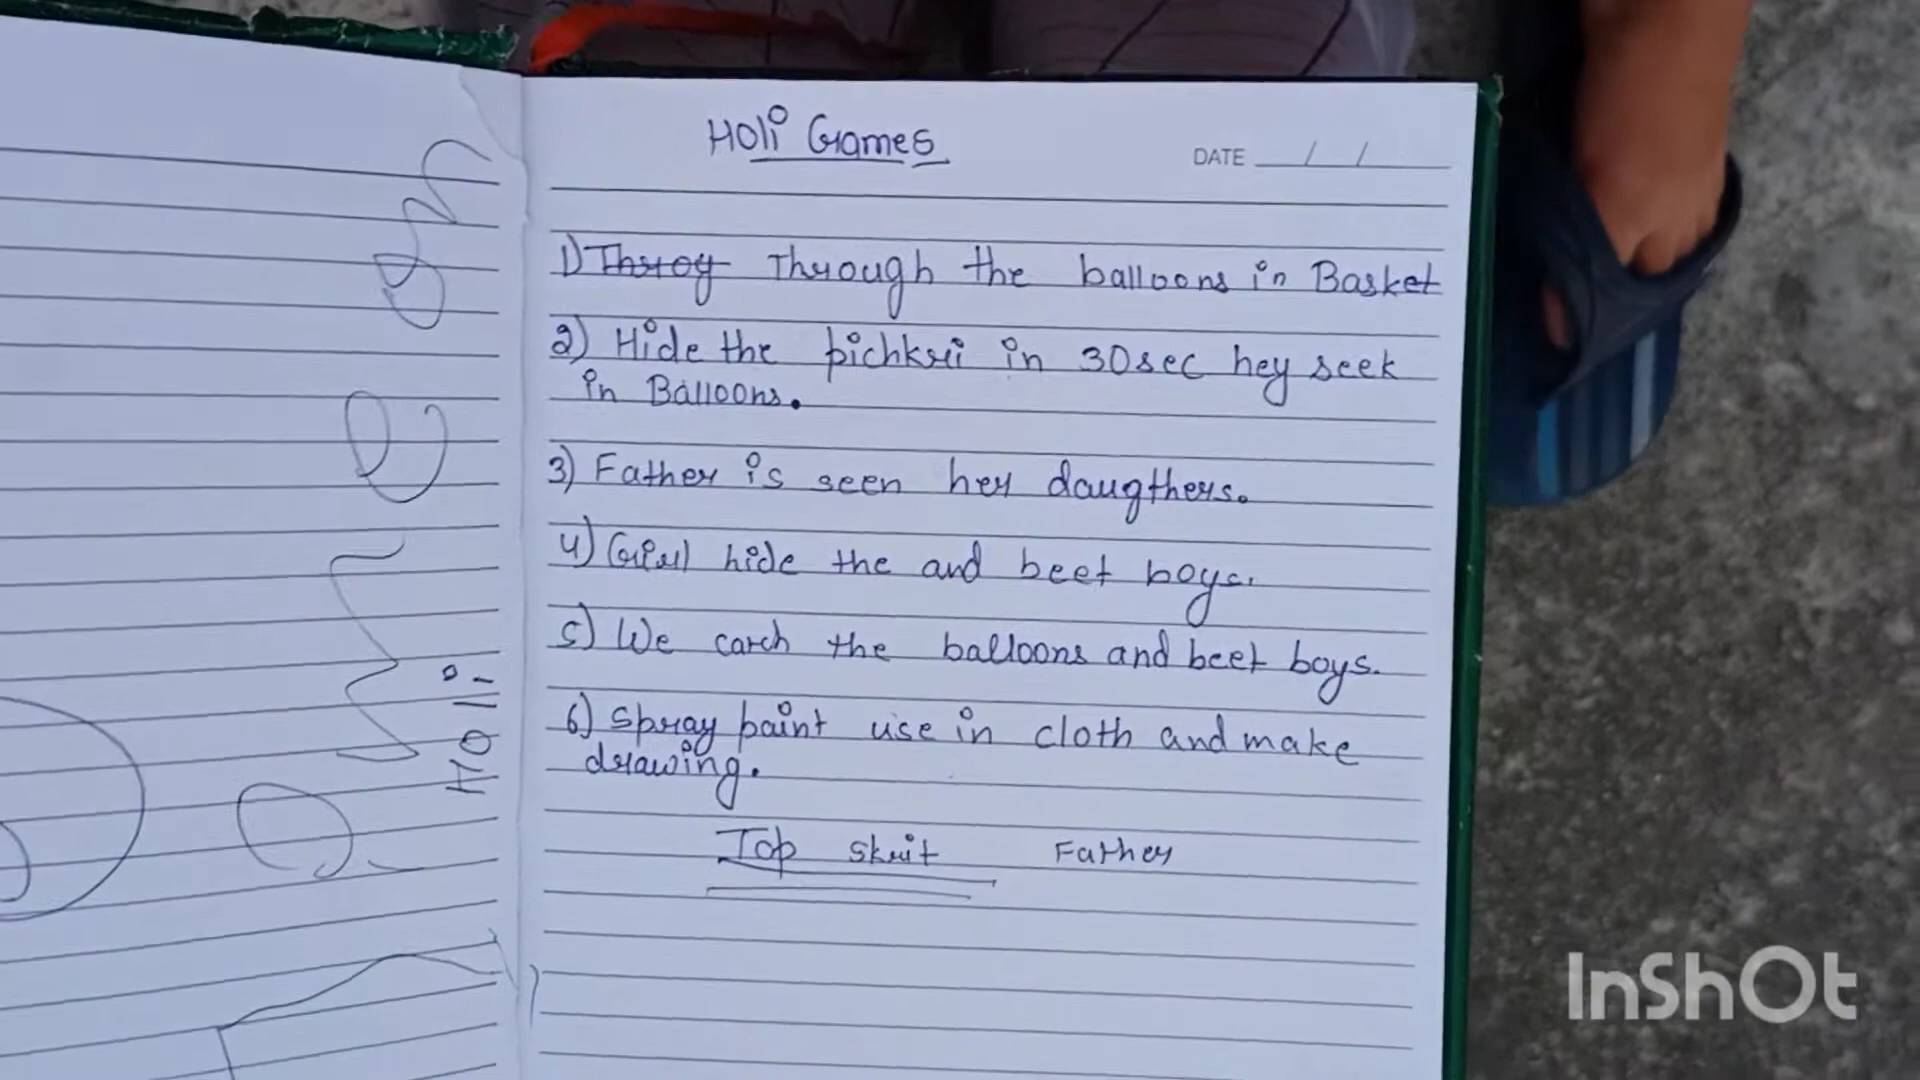 Holi Games
DATE / /
1) Throy Through the balloons in Basket
2) Hide the pichkri in 30sec hey seek
in Balloons.
3) Father is seen her daugthers.
4) Girl hide the and beet boys.
5) We catch the balloons and beet boys.
6) Spray paint use in cloth and make
drawing.
Top skrit Father
Holi
InShOt